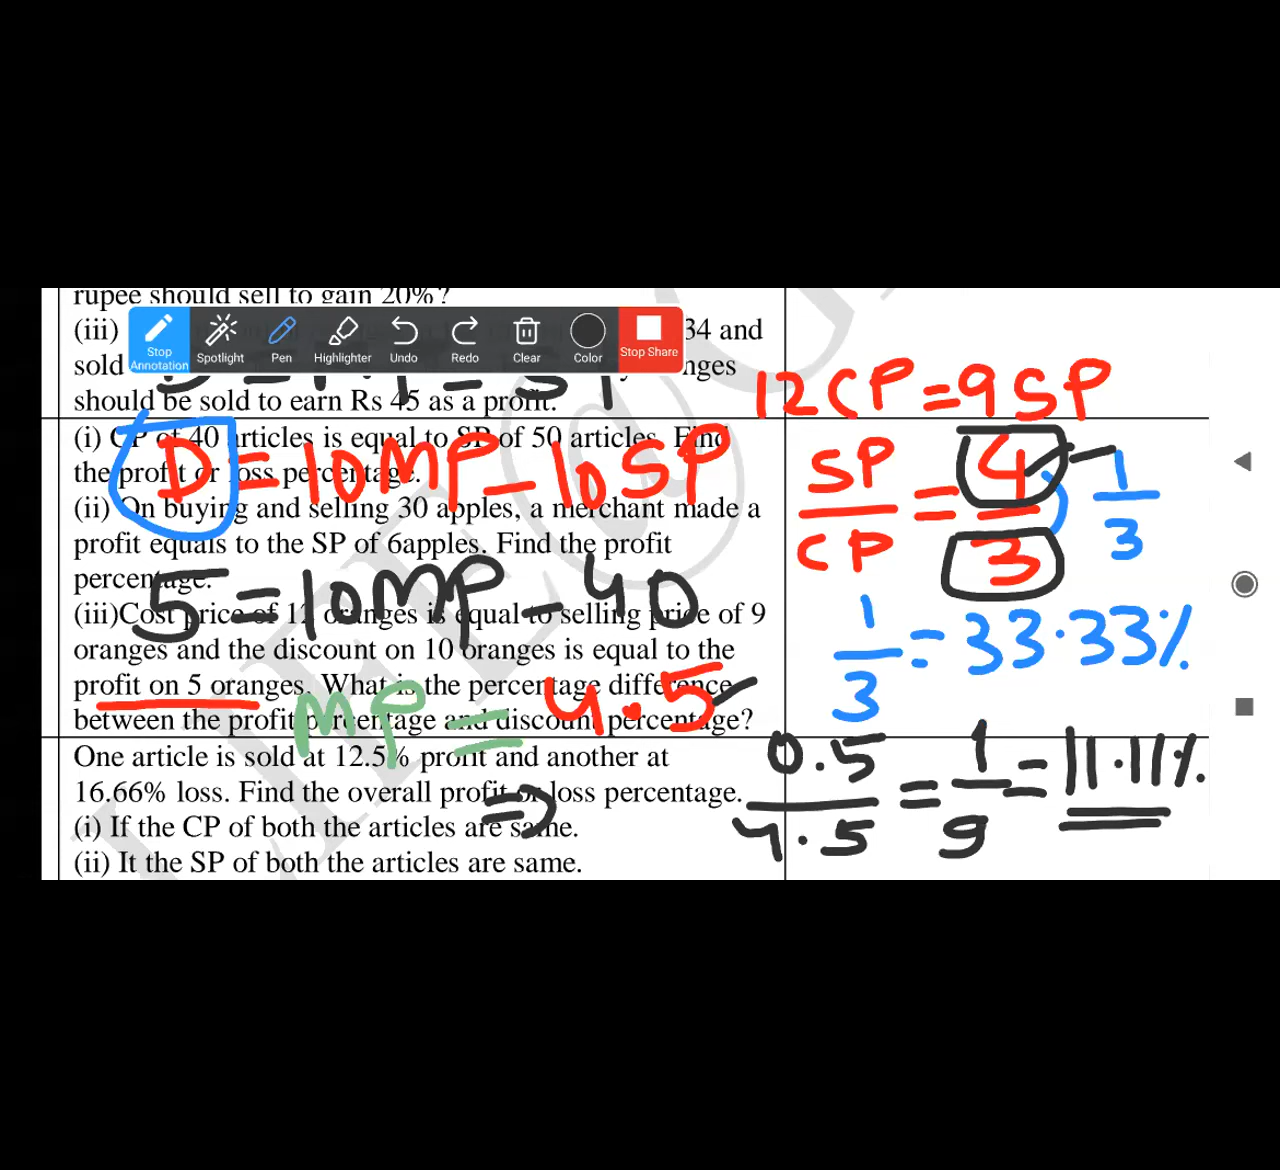 rupee should sell to gain 20%?
(iii) 34 and
sold nges
should be sold to earn Rs 45 as a profit.
Stop Annotation
Spotlight
Pen
Highlighter
Undo
Redo
Clear
Color
Stop Share
(i) CP of 40 articles is equal to SP of 50 articles. Find
the profit or loss percentage.
(ii) On buying and selling 30 apples, a merchant made a
profit equals to the SP of 6apples. Find the profit
percentage.
(iii)Cost price of 12 oranges is equal to selling price of 9
oranges and the discount on 10 oranges is equal to the
profit on 5 oranges. What is the percentage difference
between the profit percentage and discount percentage?
One article is sold at 12.5% profit and another at
16.66% loss. Find the overall profit or loss percentage.
(i) If the CP of both the articles are same.
(ii) It the SP of both the articles are same.
D = 10MP - 10SP
5 = 10MP - 40
MP = 4.5
=>
12CP = 9SP
SP/CP = 4/3 - 1/3
1/3 = 33.33%
0.5/4.5 = 1/9 = 11.11%